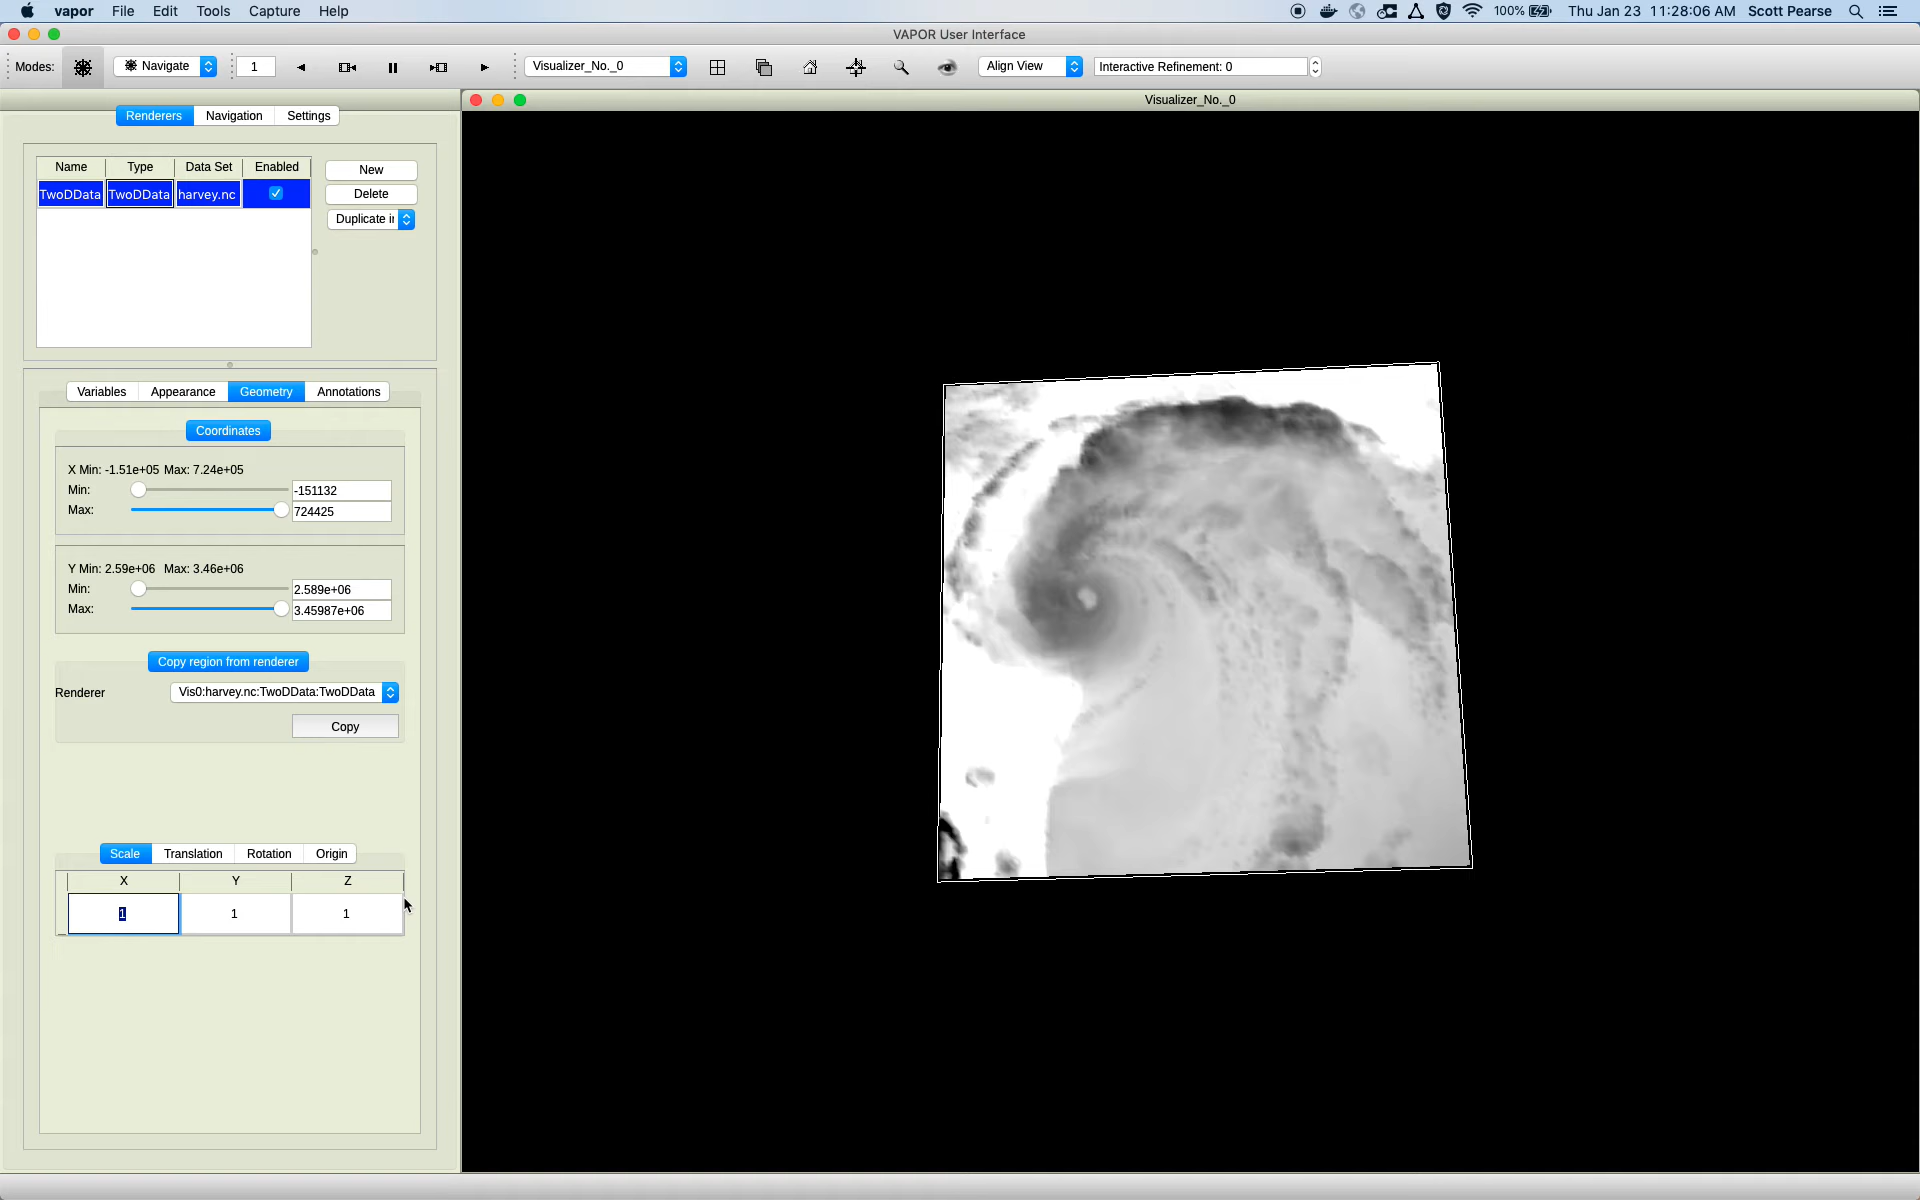 vapor File Edit Tools Capture Help 100% Thu Jan 23 11:28:06 AM Scott Pearse
VAPOR User Interface
Modes: Navigate 1 Visualizer_No._0 Align View Interactive Refinement: 0
Visualizer_No._0
Renderers Navigation Settings
Name Type Data Set Enabled
TwoDData TwoDData harvey.nc
New
Delete
Duplicate ir
Variables Appearance Geometry Annotations
Coordinates
X Min: -1.51e+05 Max: 7.24e+05
Min: -151132
Max: 724425
Y Min: 2.59e+06 Max: 3.46e+06
Min: 2.589e+06
Max: 3.45987e+06
Copy region from renderer
Renderer Vis0:harvey.nc:TwoDData:TwoDData
Copy
Scale Translation Rotation Origin
X Y Z
1 1 1